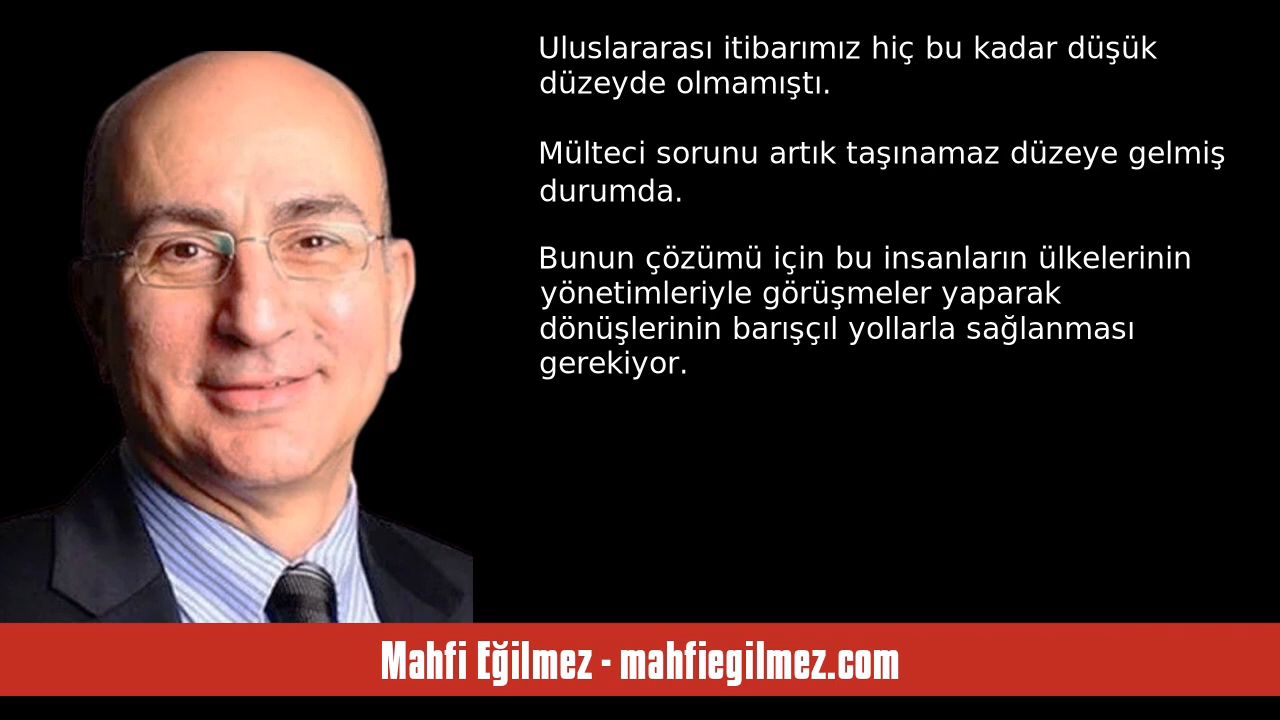 Uluslararası itibarımız hiç bu kadar düşük
düzeyde olmamıştı.
Mülteci sorunu artık taşınamaz düzeye gelmiş
durumda.
Bunun çözümü için bu insanların ülkelerinin
yönetimleriyle görüşmeler yaparak
dönüşlerinin barışçıl yollarla sağlanması
gerekiyor.
Mahfi Eğilmez - mahfiegilmez.com